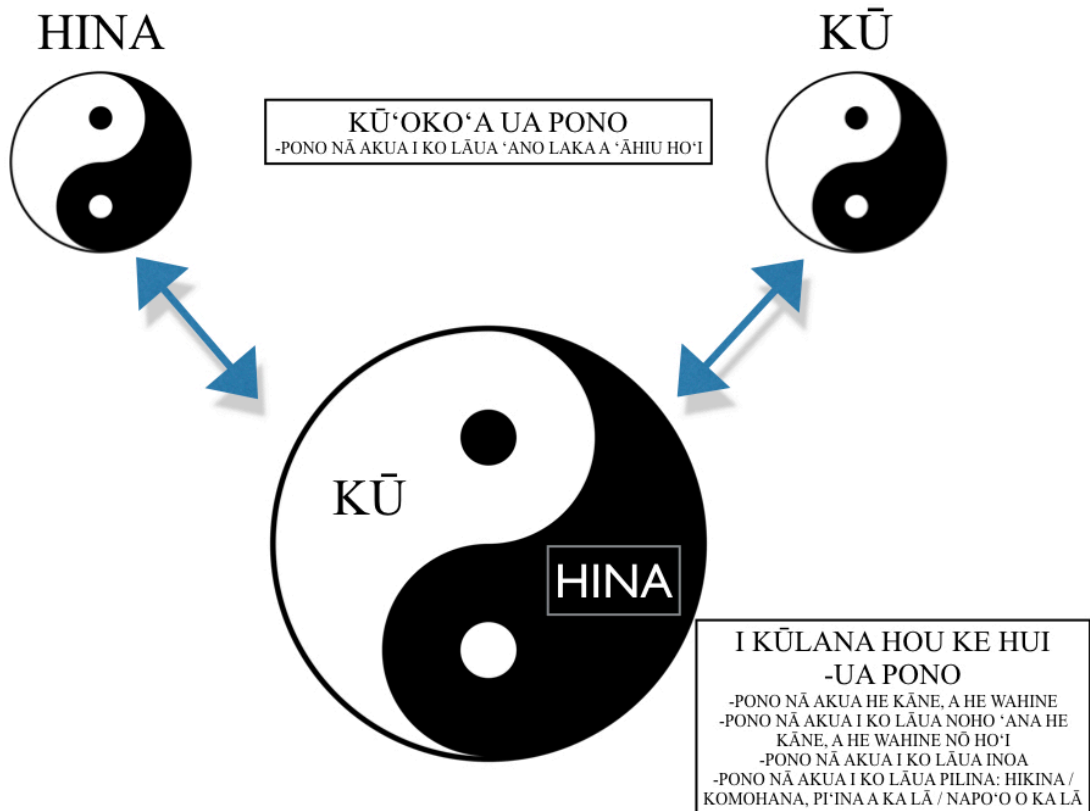 HINA
KŪ
KŪʻOKOʻA UA PONO
-PONO NĀ AKUA I KO LĀUA ʻANO LAKA A ʻĀHIU HOʻI
KŪ
HINA
I KŪLANA HOU KE HUI
-UA PONO
-PONO NĀ AKUA HE KĀNE, A HE WAHINE
-PONO NĀ AKUA I KO LĀUA NOHO ʻANA HE
KĀNE, A HE WAHINE NŌ HOʻI
-PONO NĀ AKUA I KO LĀUA INOA
-PONO NĀ AKUA I KO LĀUA PILINA: HIKINA /
KOMOHANA, PIʻINA A KA LĀ / NAPOʻO O KA LĀ